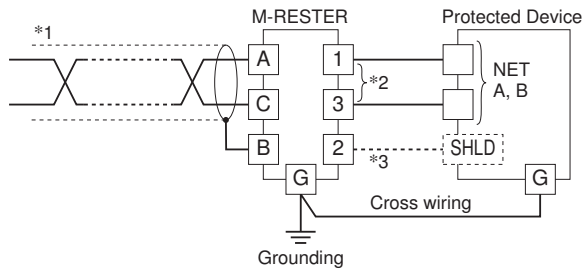 M-RESTER Protected Device
*1
A 1
*2
NET
A, B
C 3
B 2 SHLD
*3
G G
Cross wiring
Grounding